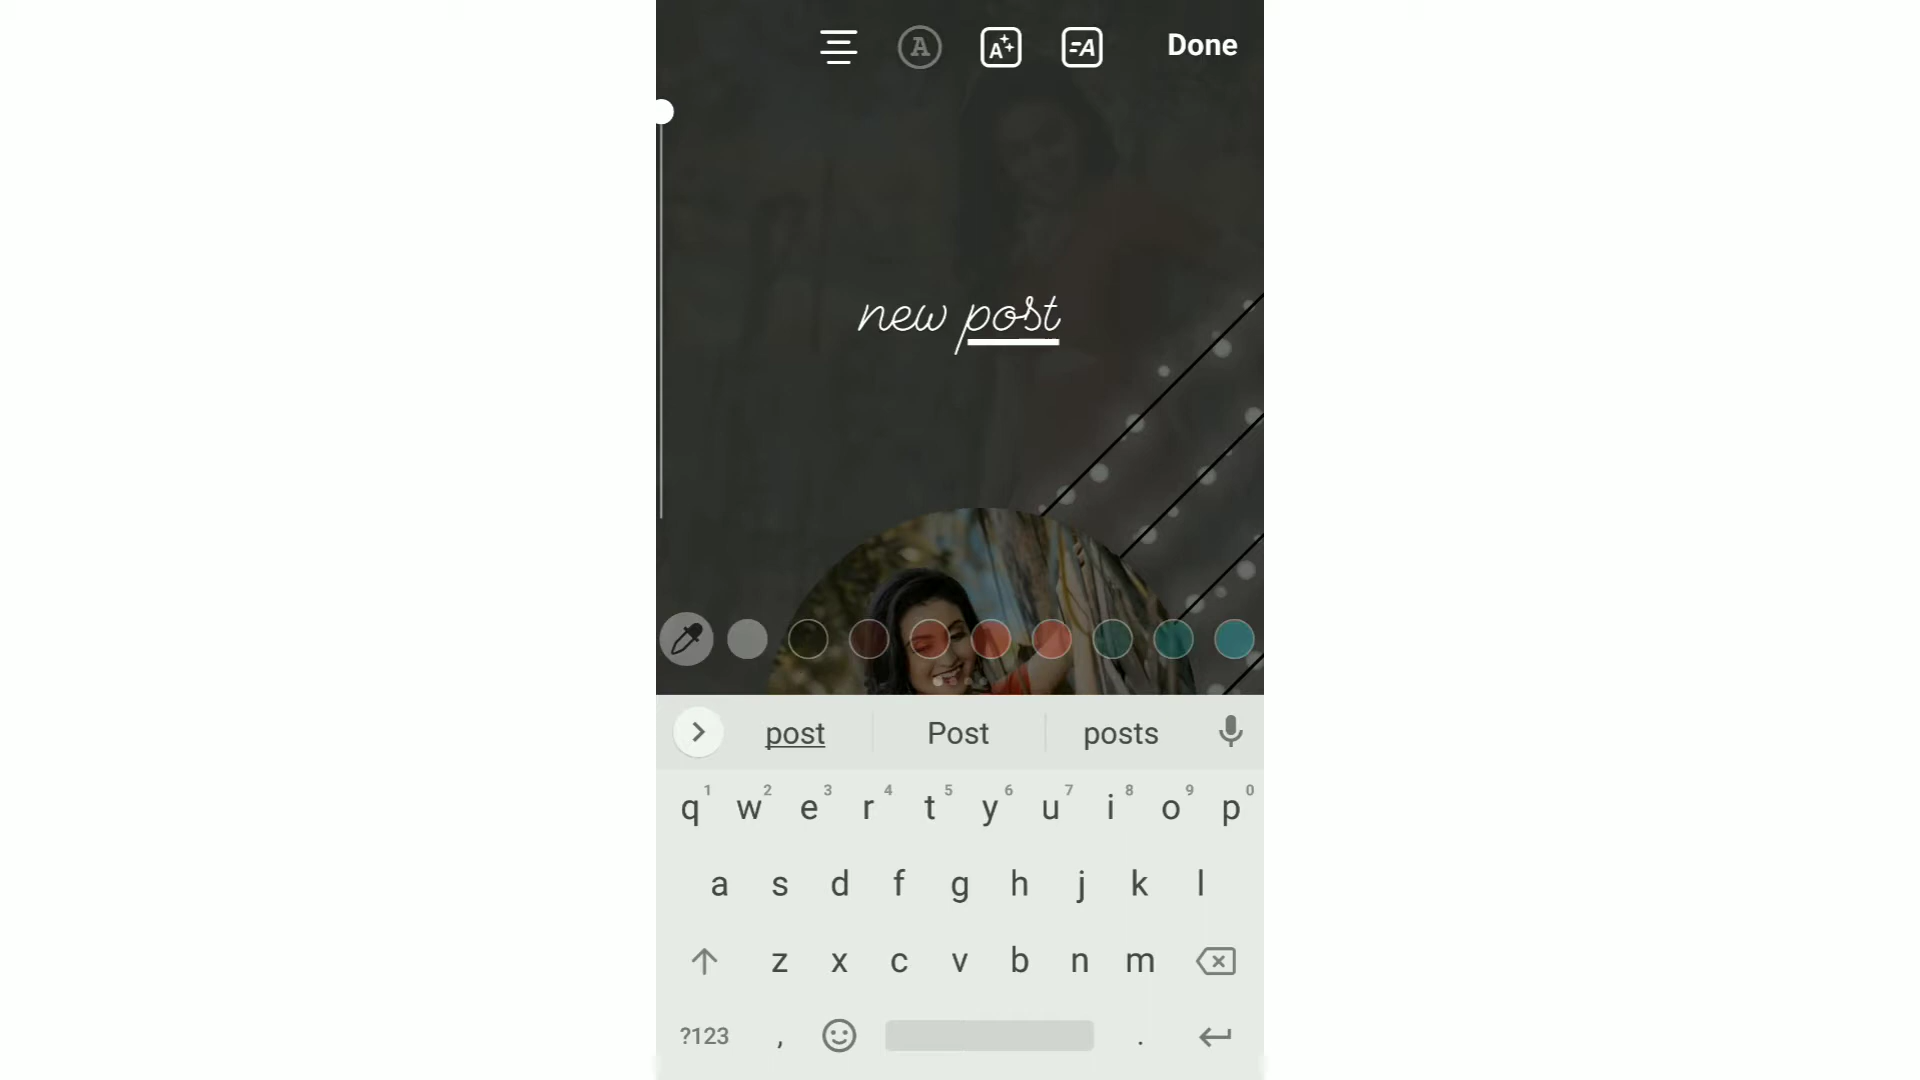 A A A Done
new post
post Post posts
1 2 3 4 5 6 7 8 9 0
q w e r t y u i o p
a s d f g h j k l
z x c v b n m
?123 , .